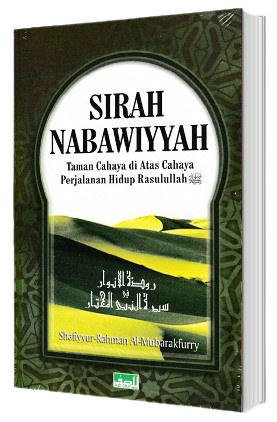 SIRAH
NABAWIYYAH
Taman Cahaya di Atas Cahaya
Perjalanan Hidup Rasulullah ﷺ
روضة الأنوار
في
سيرة النبي المختار
Shafiyyur-Rahman Al-Mubarakfurry